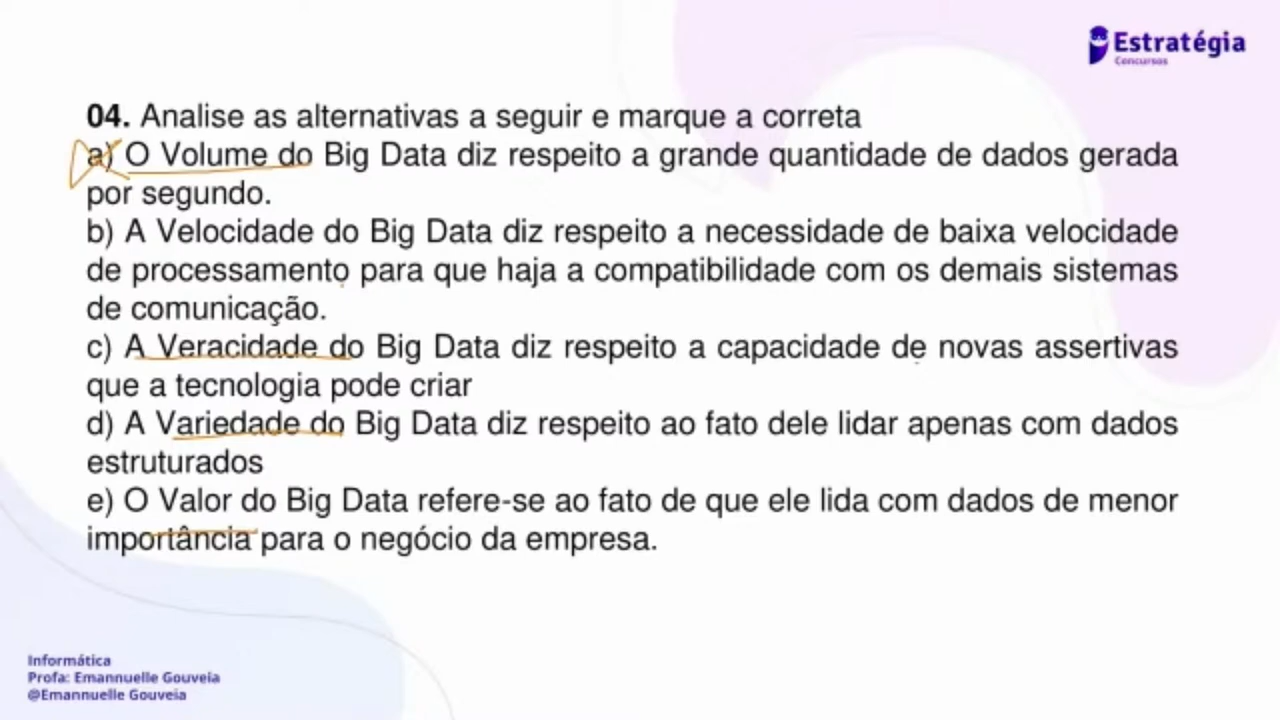 Estratégia
Concursos
04. Analise as alternativas a seguir e marque a correta
a) O Volume do Big Data diz respeito a grande quantidade de dados gerada
por segundo.
b) A Velocidade do Big Data diz respeito a necessidade de baixa velocidade
de processamento para que haja a compatibilidade com os demais sistemas
de comunicação.
c) A Veracidade do Big Data diz respeito a capacidade de novas assertivas
que a tecnologia pode criar
d) A Variedade do Big Data diz respeito ao fato dele lidar apenas com dados
estruturados
e) O Valor do Big Data refere-se ao fato de que ele lida com dados de menor
importância para o negócio da empresa.
Informática
Profa: Emannuelle Gouveia
@Emannuelle Gouveia